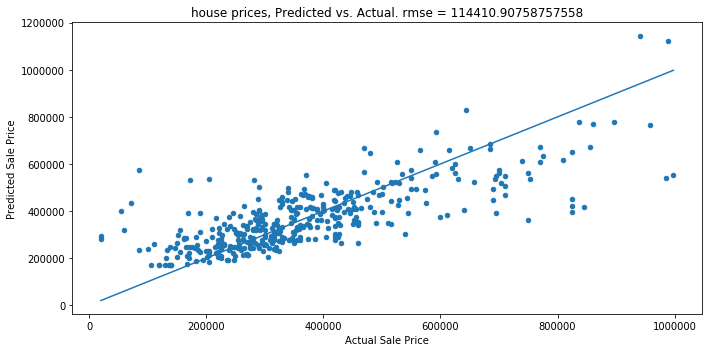 house prices, Predicted vs. Actual. rmse = 114410.90758757558
1200000
1000000
800000
600000
400000
200000
0
Predicted Sale Price
0 200000 400000 600000 800000 1000000
Actual Sale Price